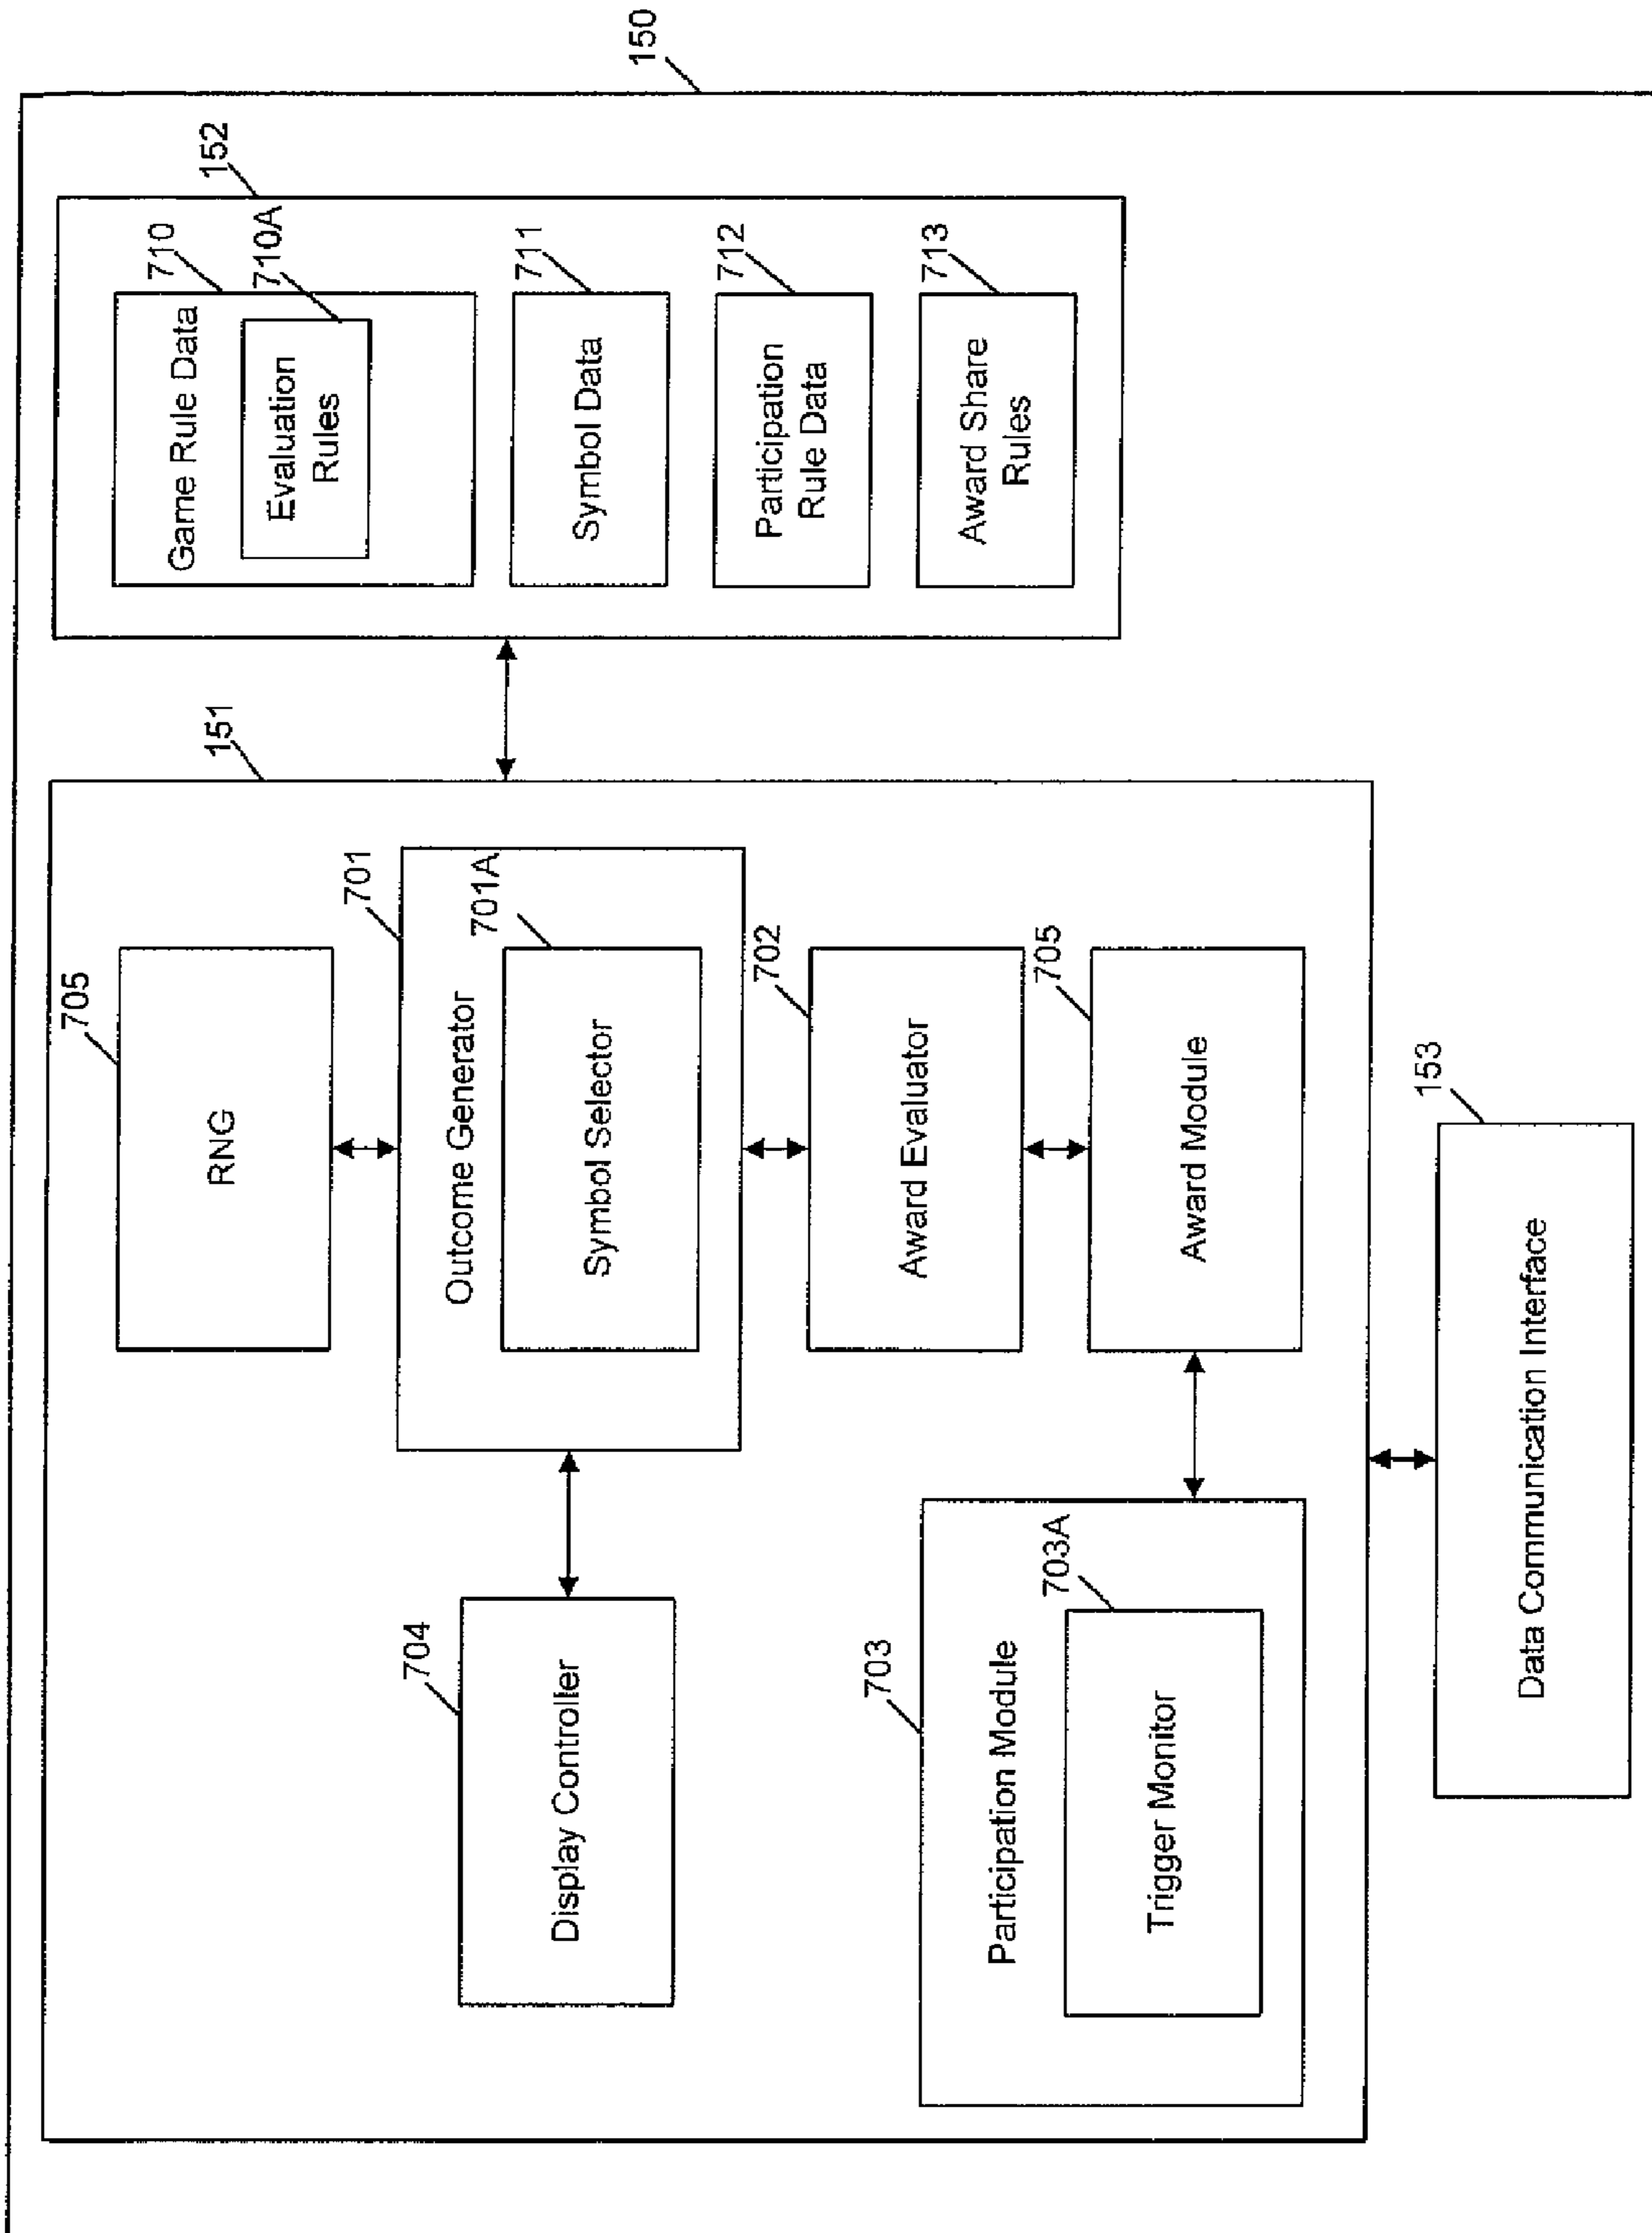 150
151
152
705
RNG
701
Outcome Generator
701A
Symbol Selector
704
Display Controller
702
Award Evaluator
705
Award Module
703
Participation Module
703A
Trigger Monitor
710
Game Rule Data
710A
Evaluation
Rules
711
Symbol Data
712
Participation
Rule Data
713
Award Share
Rules
153
Data Communication Interface